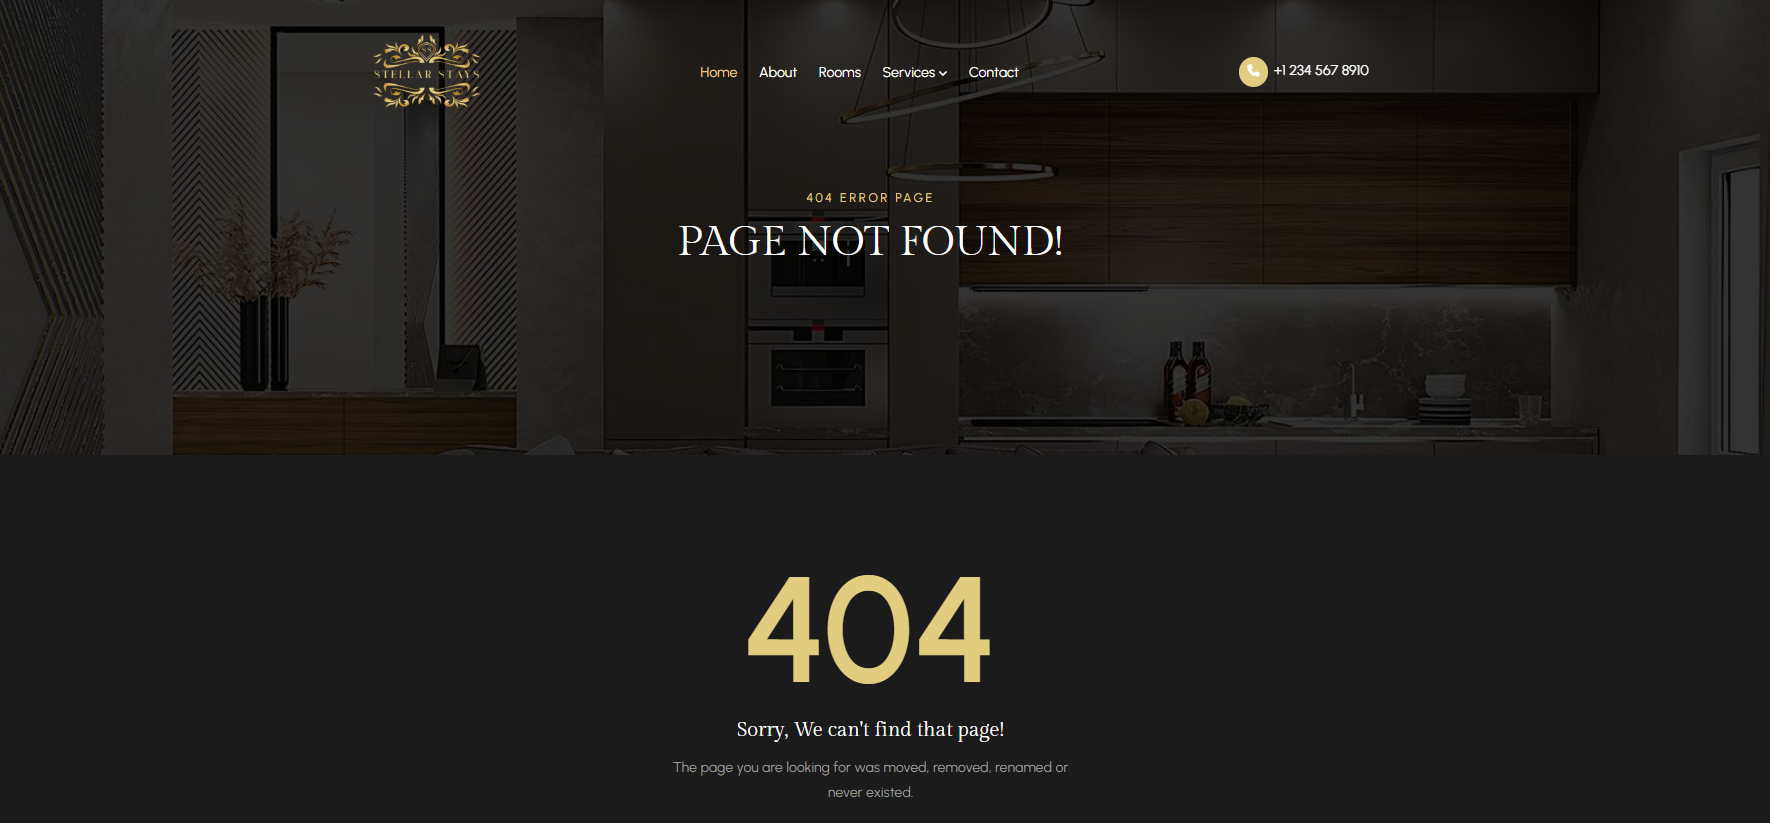 STELLAR STAYS
Home About Rooms Services Contact
+1 234 567 8910
404 ERROR PAGE
PAGE NOT FOUND!
404
Sorry, We can't find that page!
The page you are looking for was moved, removed, renamed or
never existed.